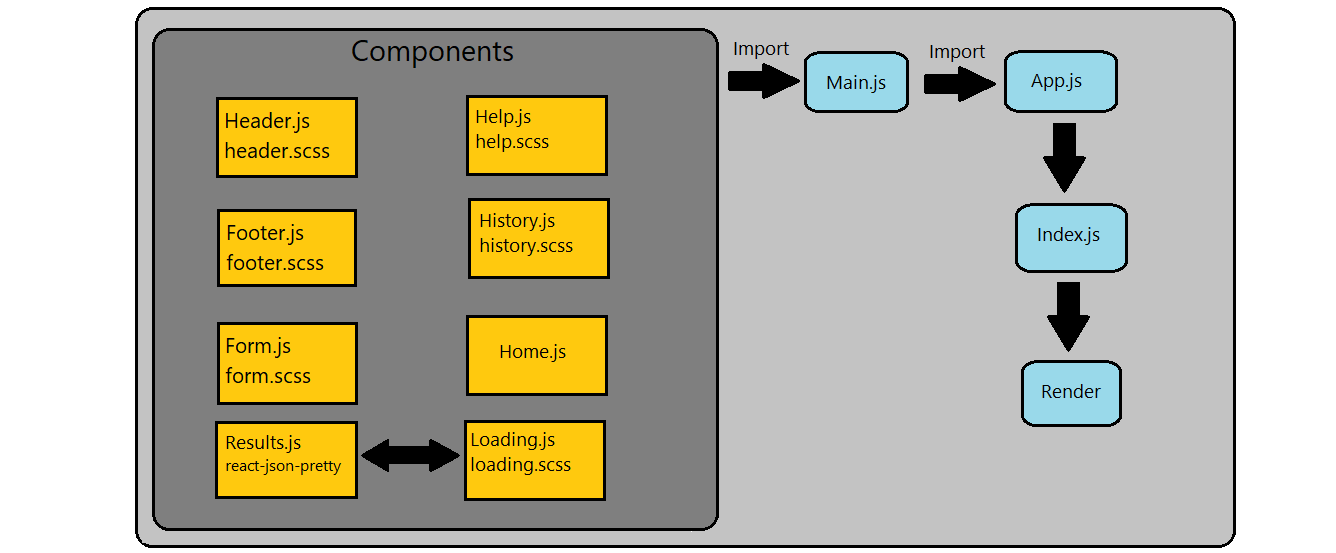 Components
Header.js
header.scss
Help.js
help.scss
Footer.js
footer.scss
History.js
history.scss
Form.js
form.scss
Home.js
Results.js
react-json-pretty
Loading.js
loading.scss
Import
Main.js
Import
App.js
Index.js
Render